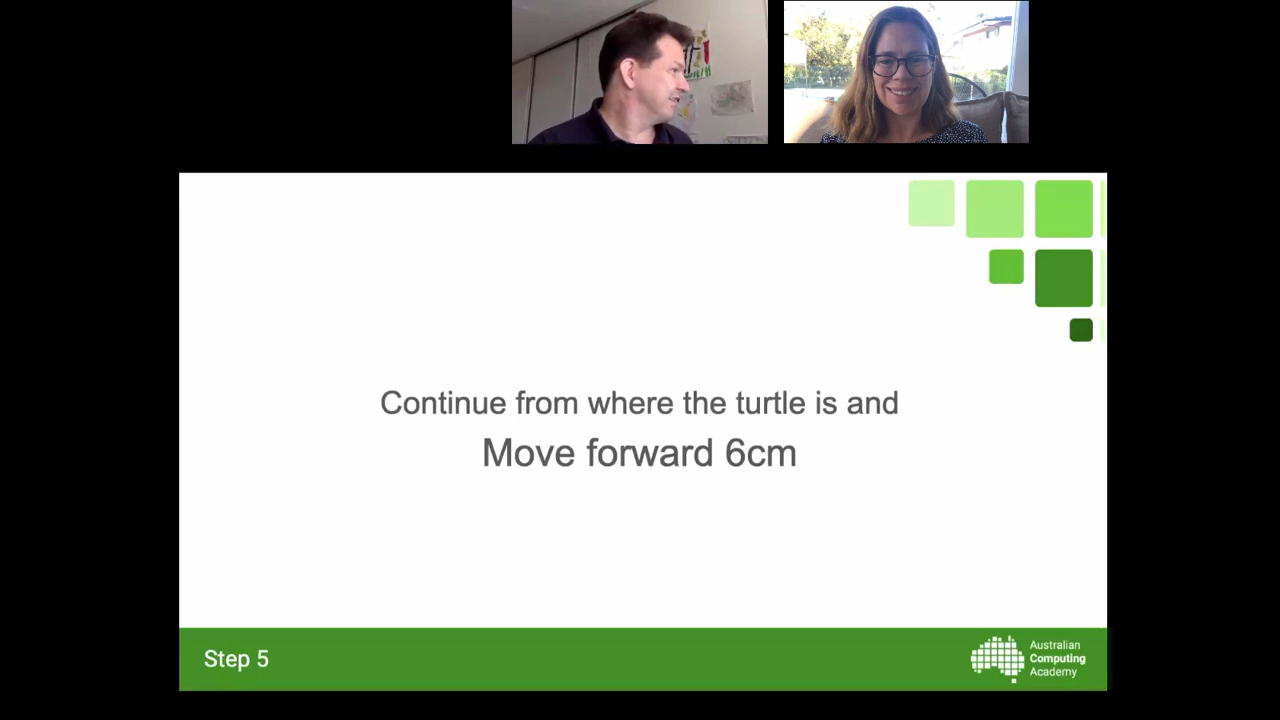 Continue from where the turtle is and
Move forward 6cm
Step 5
Australian
Computing
Academy